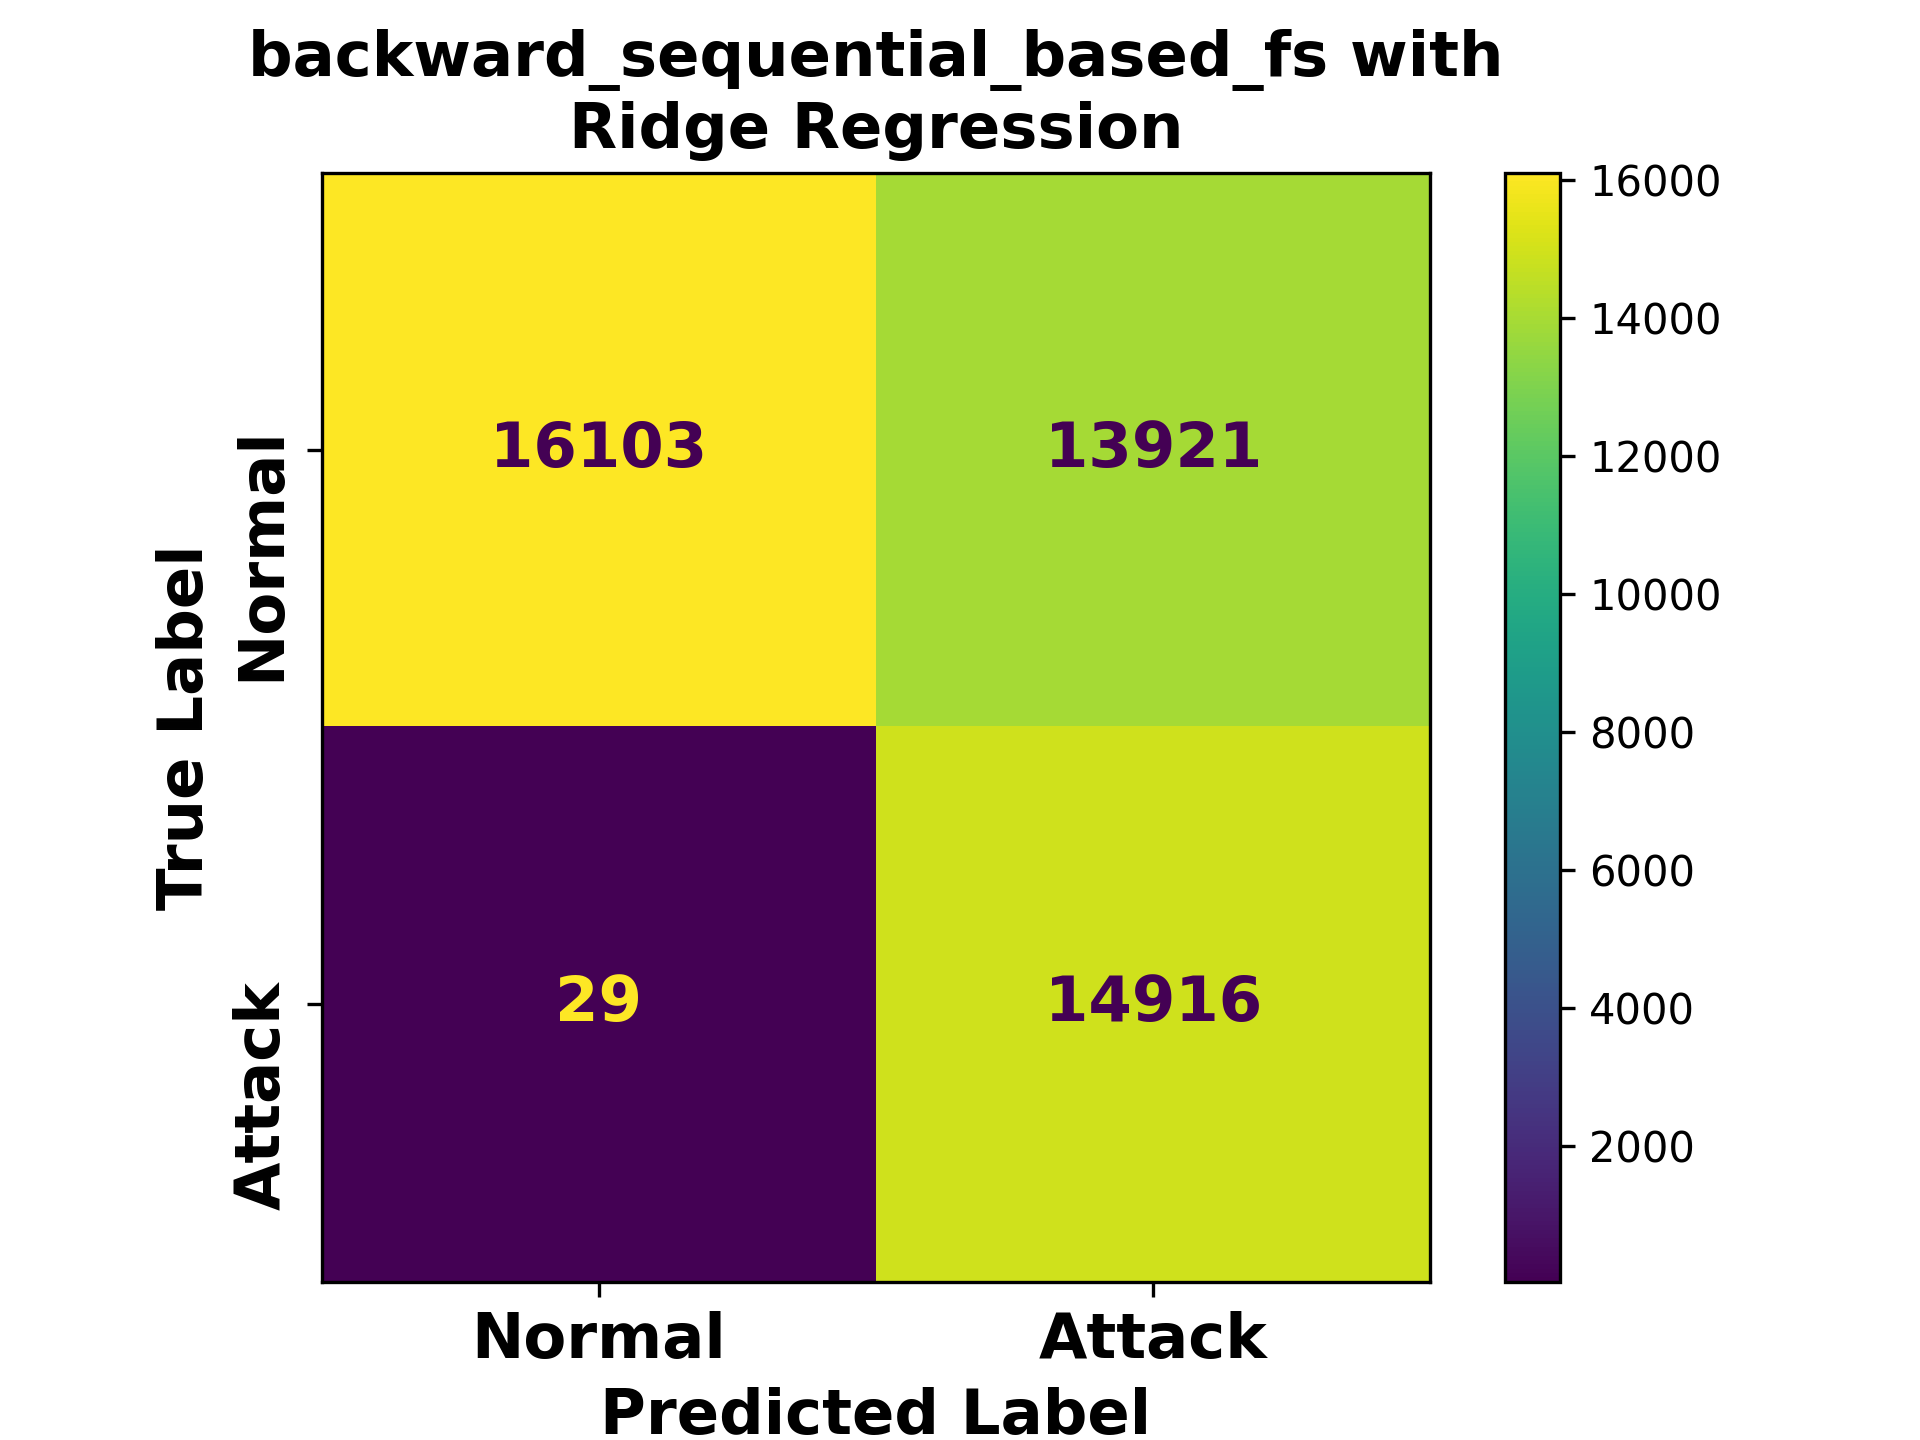 backward_sequential_based_fs with
Ridge Regression
True Label
Normal
Attack
16103
13921
29
14916
Normal
Attack
Predicted Label
16000
14000
12000
10000
8000
6000
4000
2000